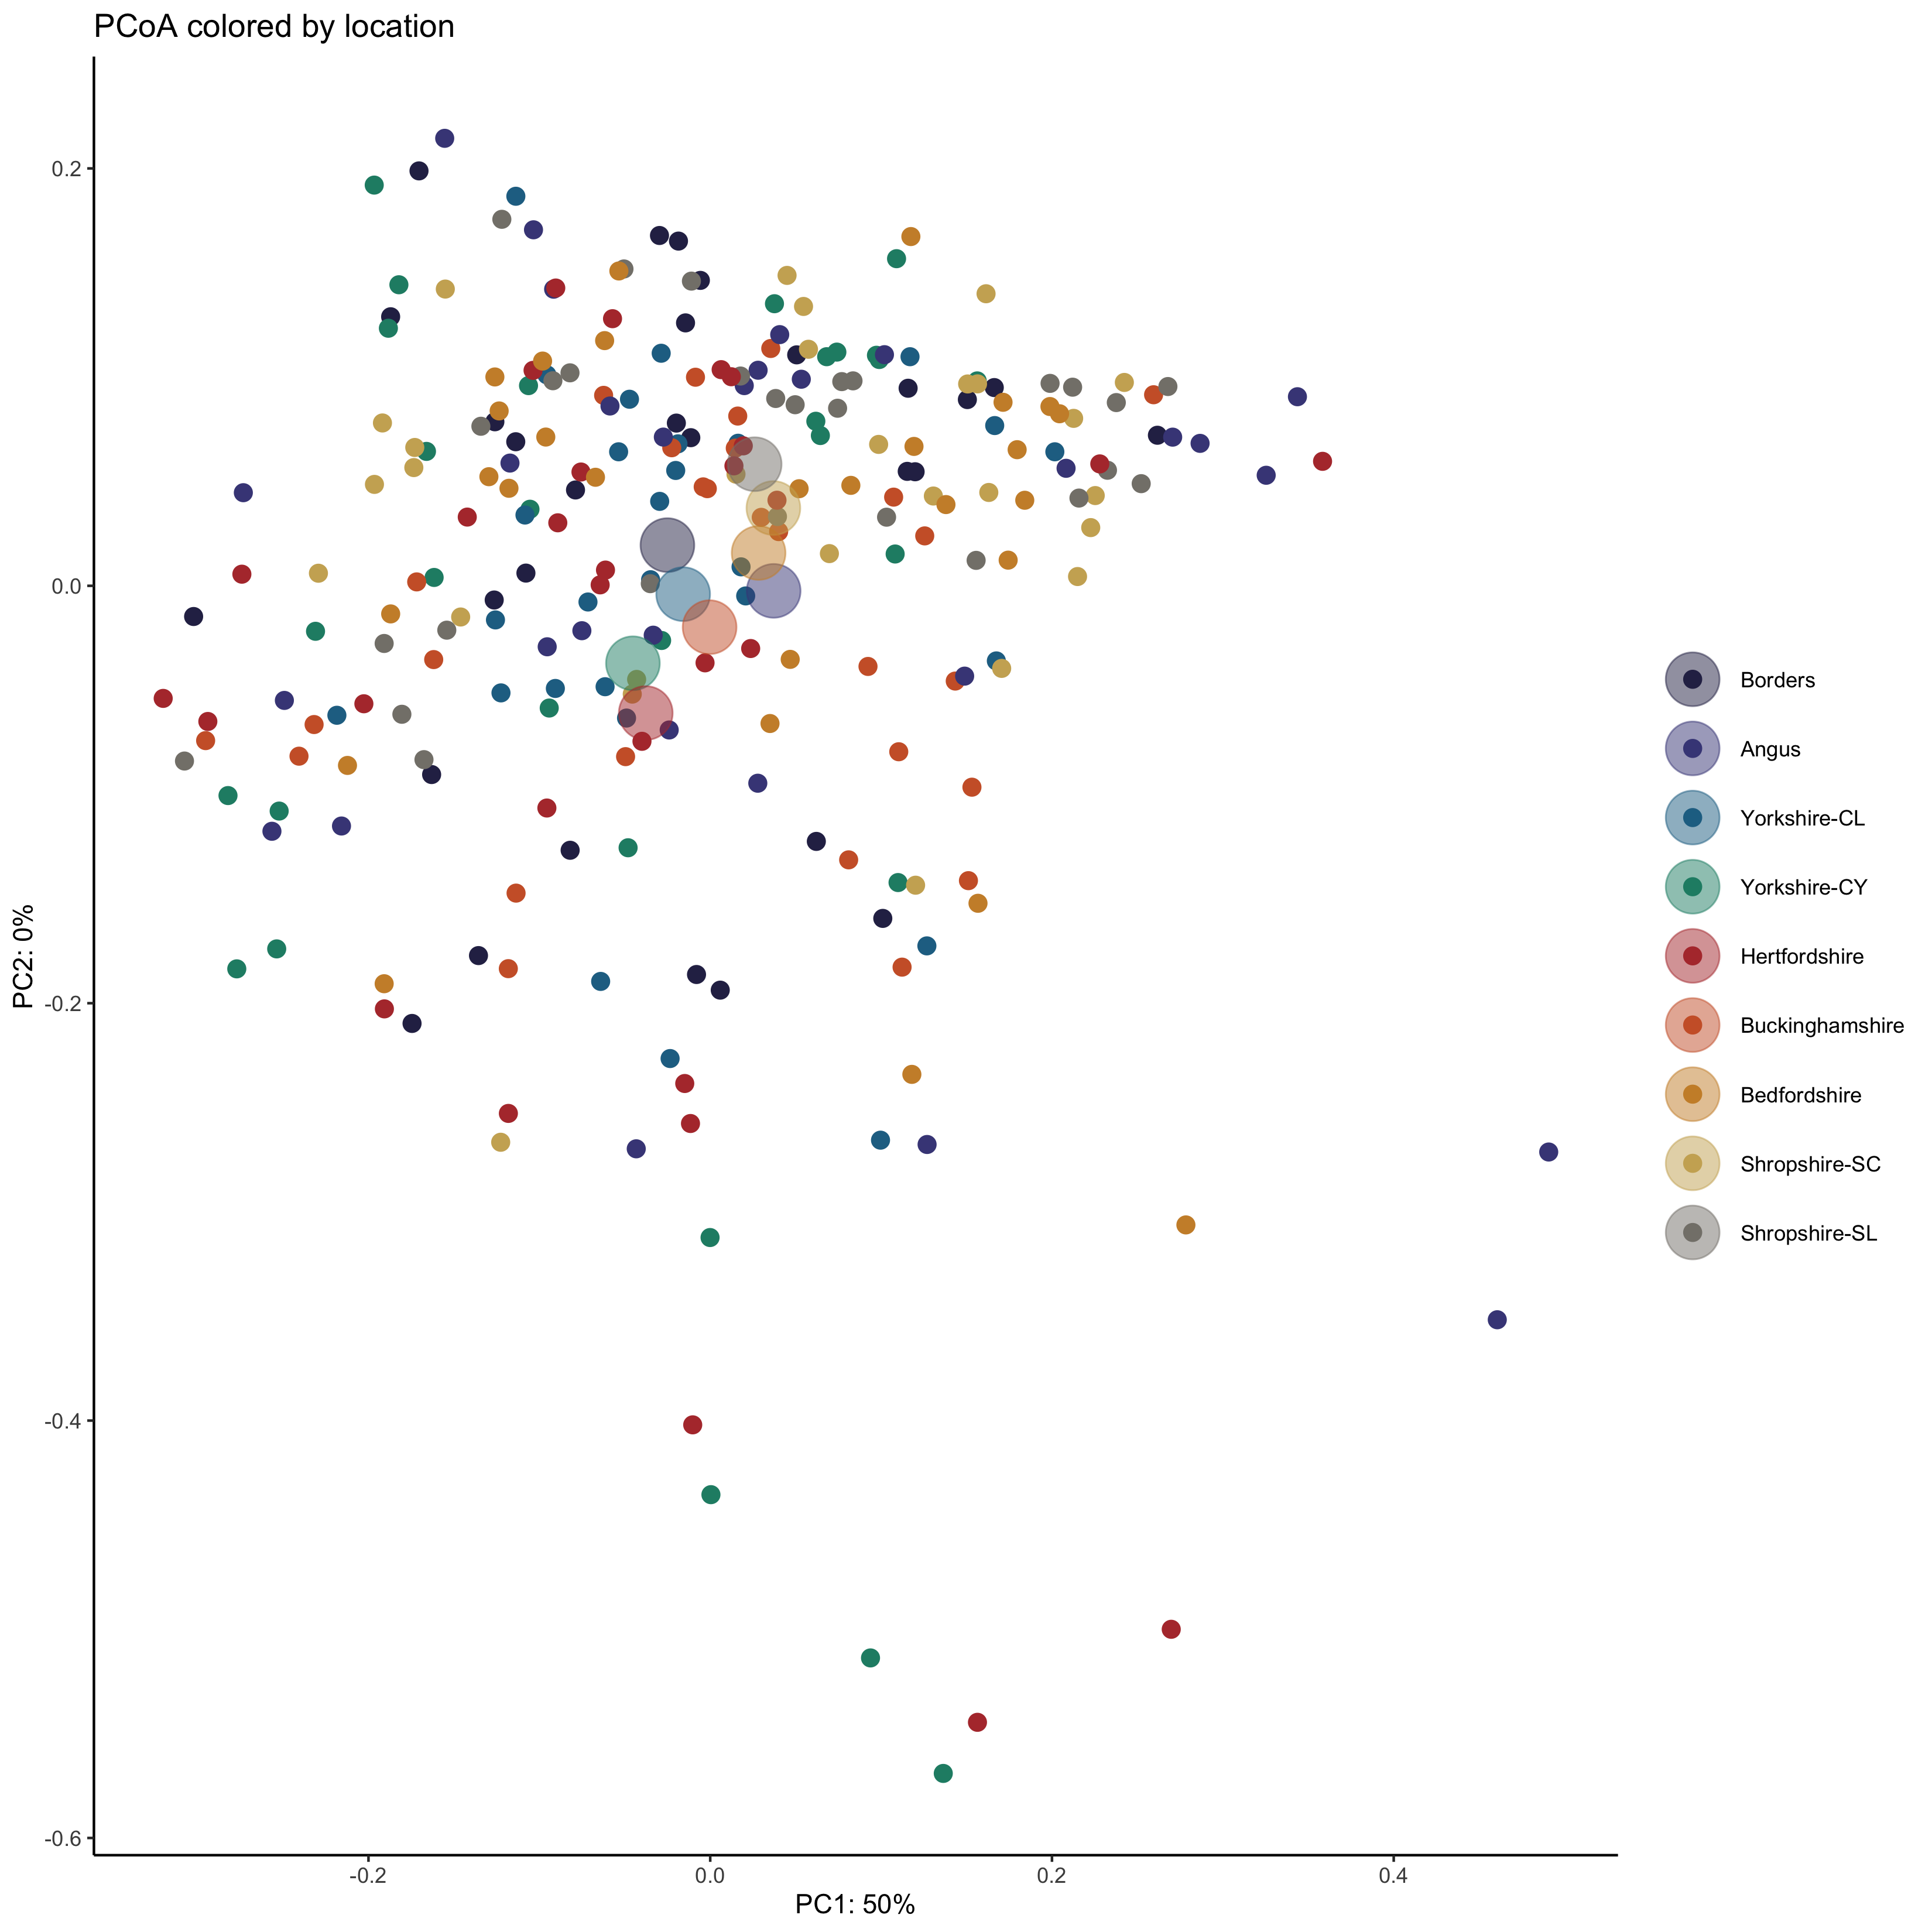 PCoA colored by location
PC2: 0%
0.2
0.0
-0.2
-0.4
-0.6
-0.2
0.0
0.2
0.4
PC1: 50%
Borders
Angus
Yorkshire-CL
Yorkshire-CY
Hertfordshire
Buckinghamshire
Bedfordshire
Shropshire-SC
Shropshire-SL